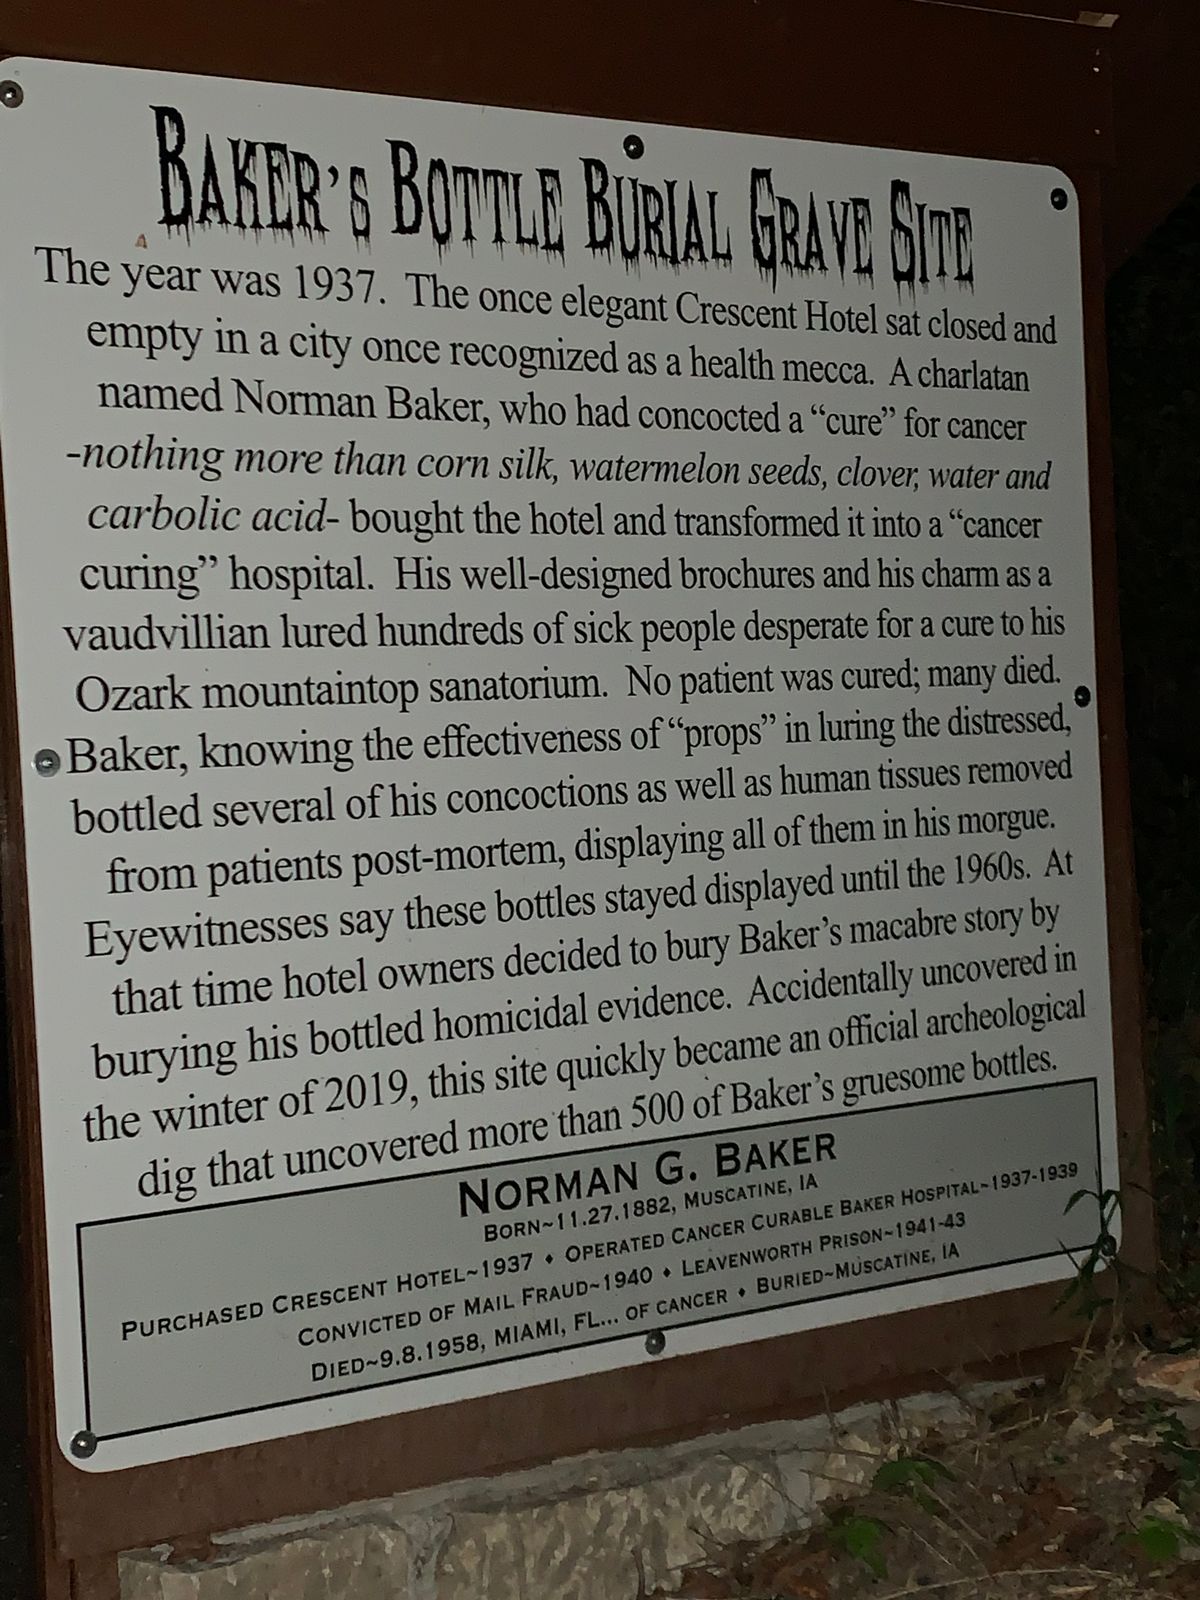 BAKER'S BOTTLE BURIAL GRAVE SITE
The year was 1937. The once elegant Crescent Hotel sat closed and
empty in a city once recognized as a health mecca. A charlatan
named Norman Baker, who had concocted a “cure” for cancer
-nothing more than corn silk, watermelon seeds, clover, water and
carbolic acid- bought the hotel and transformed it into a “cancer
curing” hospital. His well-designed brochures and his charm as a
vaudvillian lured hundreds of sick people desperate for a cure to his
Ozark mountaintop sanatorium. No patient was cured; many died.
Baker, knowing the effectiveness of “props” in luring the distressed,
bottled several of his concoctions as well as human tissues removed
from patients post-mortem, displaying all of them in his morgue.
Eyewitnesses say these bottles stayed displayed until the 1960s. At
that time hotel owners decided to bury Baker's macabre story by
burying his bottled homicidal evidence. Accidentally uncovered in
the winter of 2019, this site quickly became an official archeological
dig that uncovered more than 500 of Baker's gruesome bottles.
NORMAN G. BAKER
BORN~11.27.1882, MUSCATINE, IA
PURCHASED CRESCENT HOTEL~1937 ♦ OPERATED CANCER CURABLE BAKER HOSPITAL~1937-1939
CONVICTED OF MAIL FRAUD~1940 ♦ LEAVENWORTH PRISON~1941-43
DIED~9.8.1958, MIAMI, FL... OF CANCER ♦ BURIED~MUSCATINE, IA